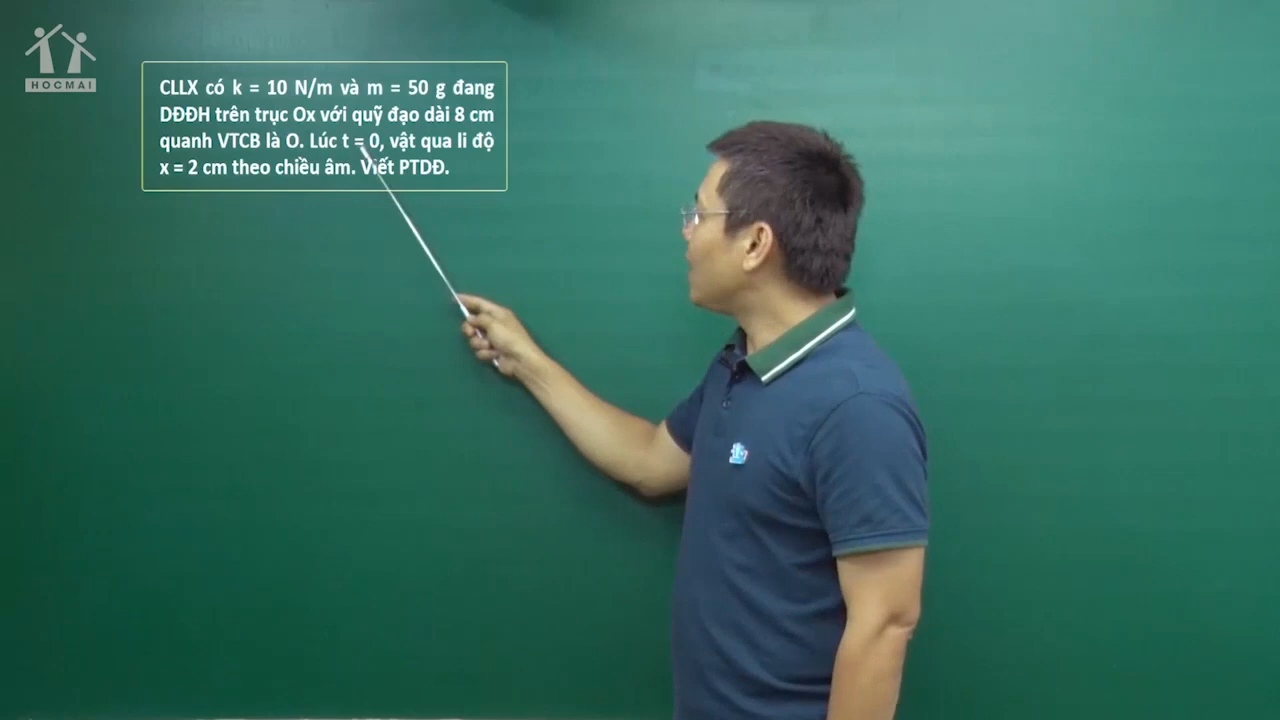 HOCMAI
CLLX có k = 10 N/m và m = 50 g đang
DĐĐH trên trục Ox với quỹ đạo dài 8 cm
quanh VTCB là O. Lúc t = 0, vật qua li độ
x = 2 cm theo chiều âm. Viết PTDĐ.